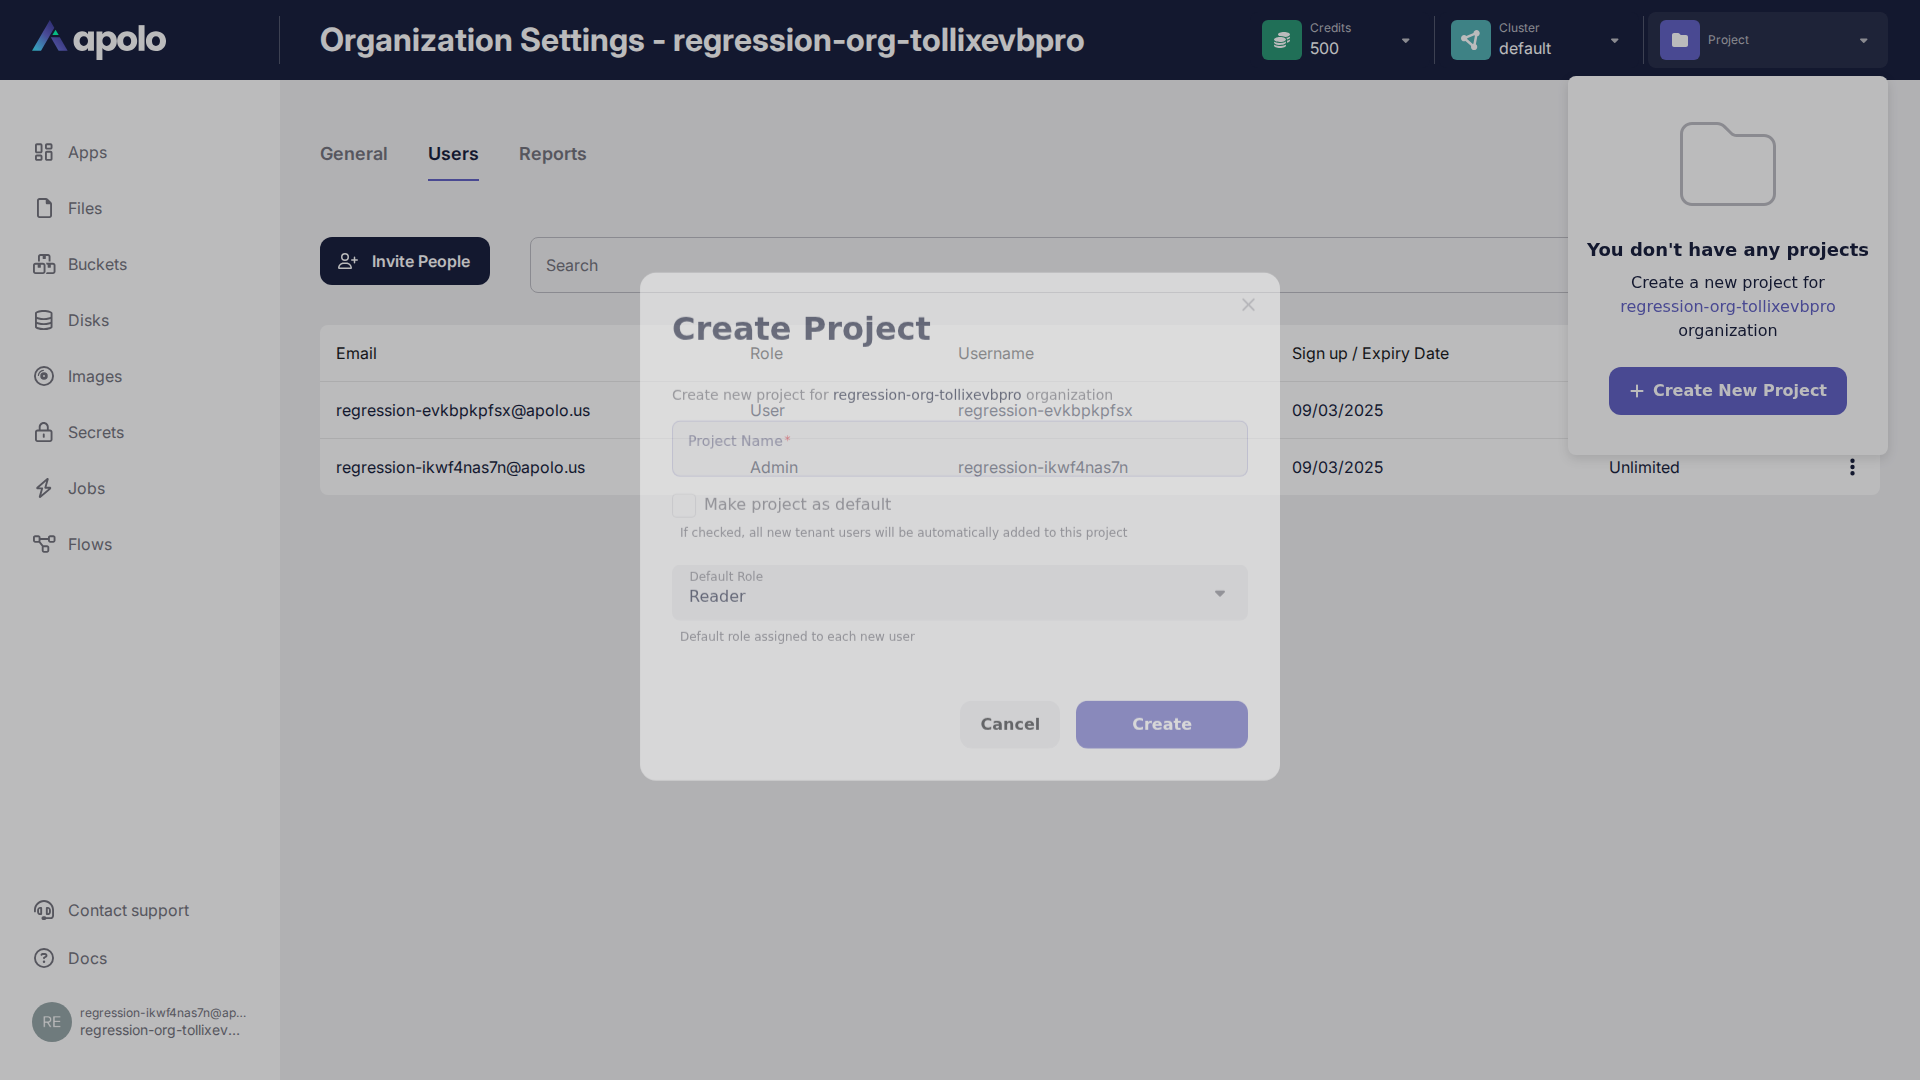 apolo
Organization Settings - regression-org-tollixevbpro
Credits
500
Cluster
default
Project
Apps
Files
Buckets
Disks
Images
Secrets
Jobs
Flows
Contact support
Docs
RE
regression-ikwf4nas7n@ap...
regression-org-tollixev...
General
Users
Reports
Invite People
Search
Email
Role
Username
Sign up / Expiry Date
regression-evkbpkpfsx@apolo.us
User
regression-evkbpkpfsx
09/03/2025
regression-ikwf4nas7n@apolo.us
Admin
regression-ikwf4nas7n
09/03/2025
Unlimited
You don't have any projects
Create a new project for
regression-org-tollixevbpro
organization
Create New Project
Create Project
Create new project for regression-org-tollixevbpro organization
Project Name*
Make project as default
If checked, all new tenant users will be automatically added to this project
Default Role
Reader
Default role assigned to each new user
Cancel
Create